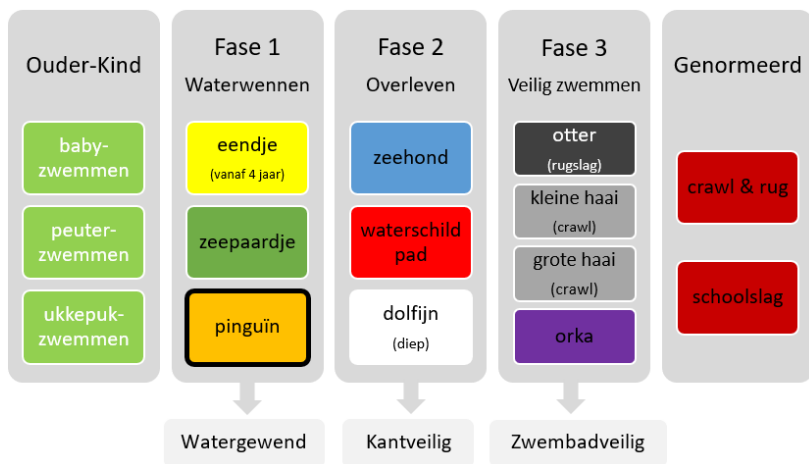 Ouder-Kind
baby-
zwemmen
peuter-
zwemmen
ukkepuk-
zwemmen
Fase 1
Waterwennen
eendje
(vanaf 4 jaar)
zeepaardje
pinguïn
Watergewend
Fase 2
Overleven
zeehond
waterschild
pad
dolfijn
(diep)
Kantveilig
Fase 3
Veilig zwemmen
otter
(rugslag)
kleine haai
(crawl)
grote haai
(crawl)
orka
Zwembadveilig
Genormeerd
crawl & rug
schoolslag